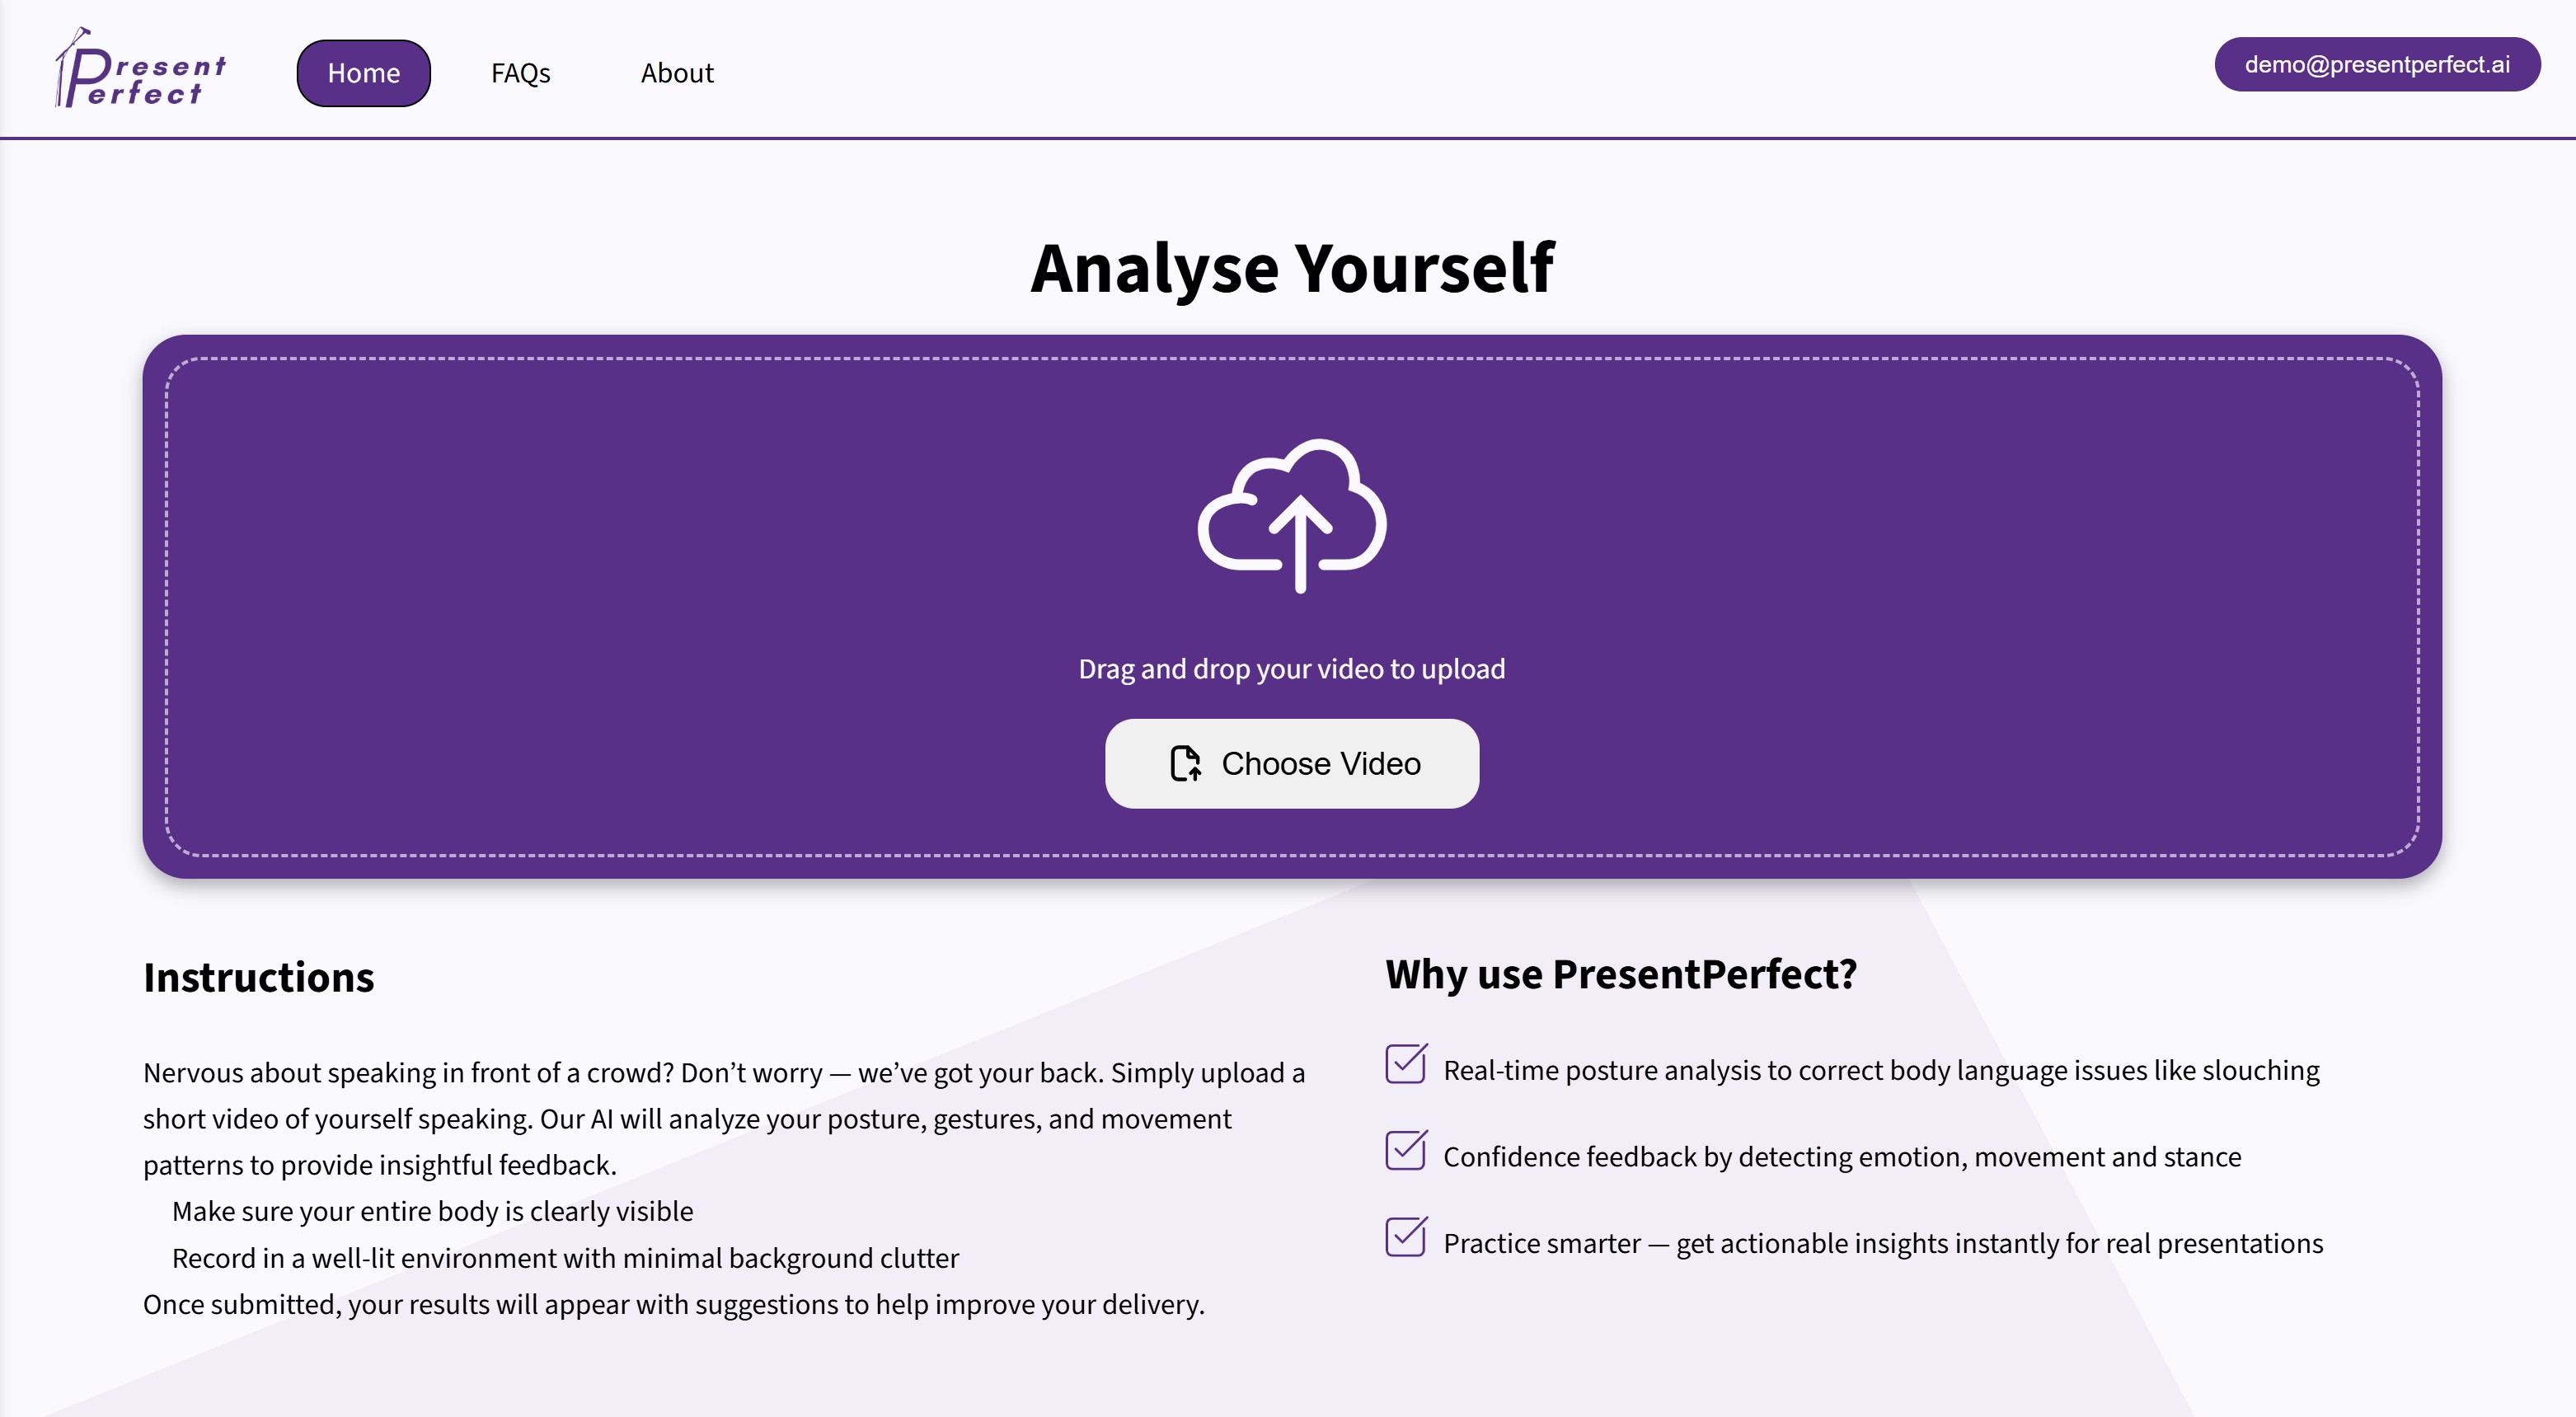 Present
Perfect
Home
FAQs
About
demo@presentperfect.ai
Analyse Yourself
Drag and drop your video to upload
Choose Video
Instructions
Nervous about speaking in front of a crowd? Don’t worry — we’ve got your back. Simply upload a
short video of yourself speaking. Our AI will analyze your posture, gestures, and movement
patterns to provide insightful feedback.
Make sure your entire body is clearly visible
Record in a well-lit environment with minimal background clutter
Once submitted, your results will appear with suggestions to help improve your delivery.
Why use PresentPerfect?
Real-time posture analysis to correct body language issues like slouching
Confidence feedback by detecting emotion, movement and stance
Practice smarter — get actionable insights instantly for real presentations